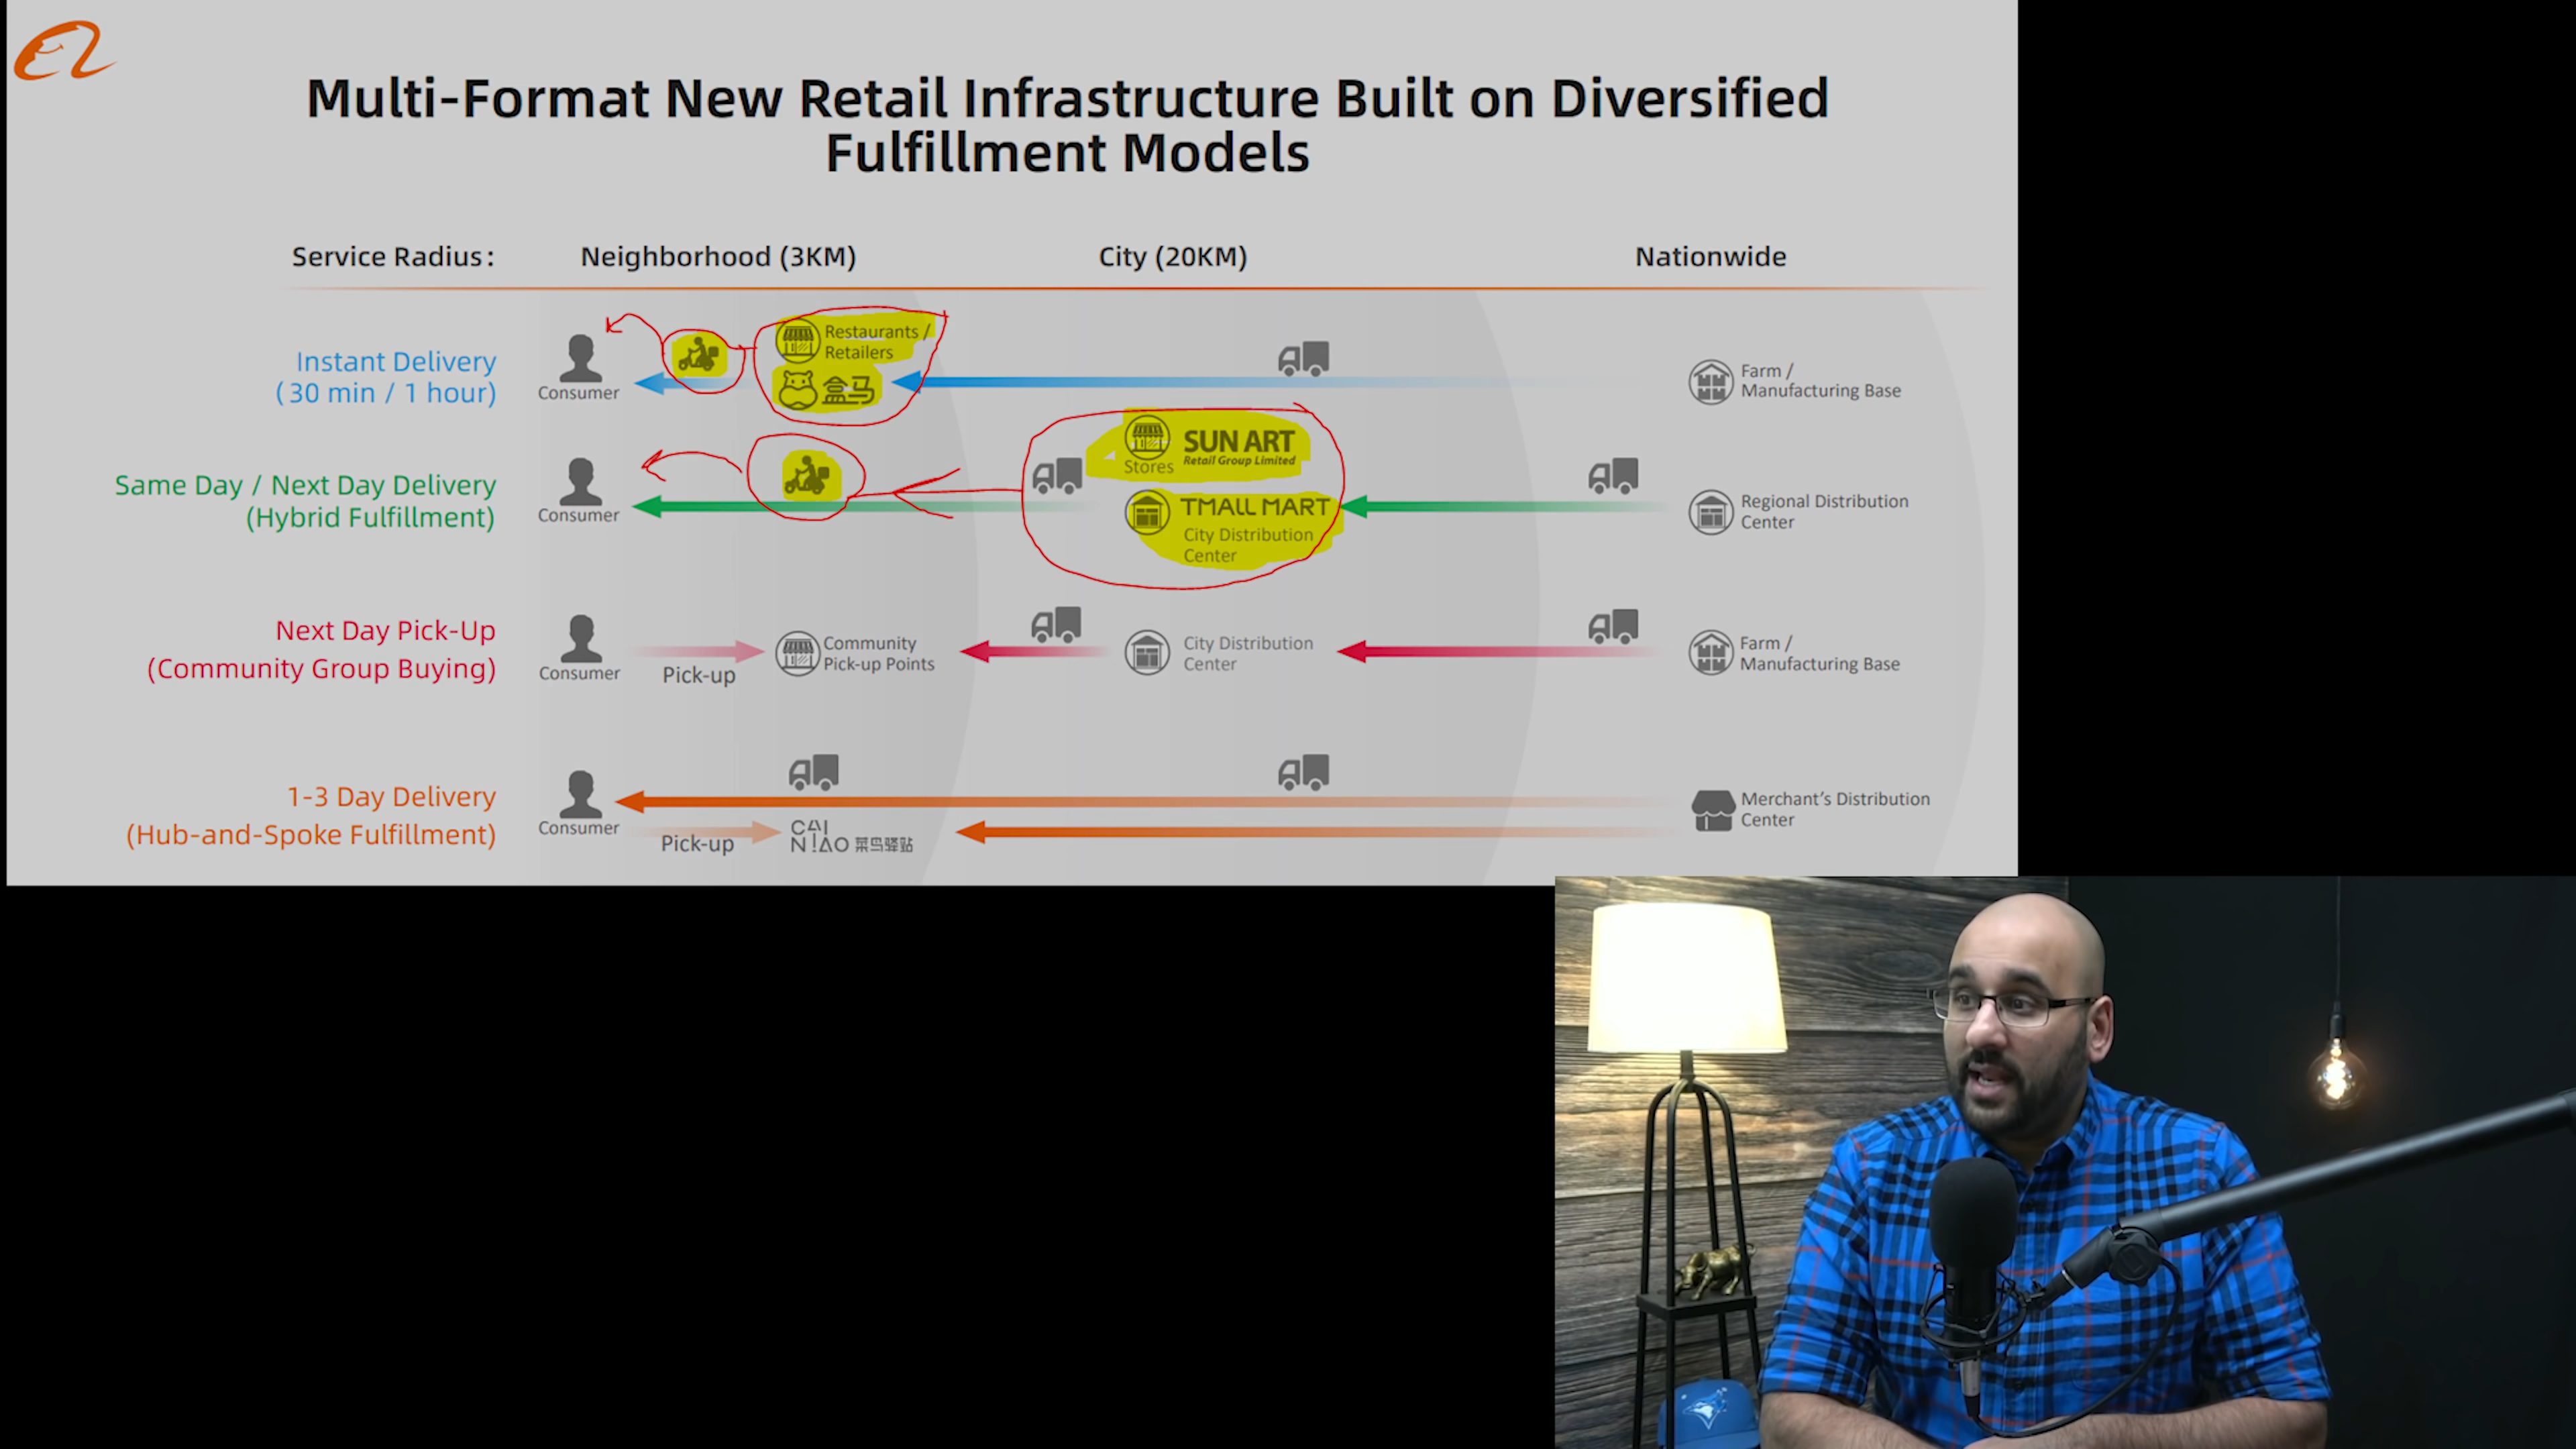 Multi-Format New Retail Infrastructure Built on Diversified
Fulfillment Models
Service Radius: Neighborhood (3KM) City (20KM) Nationwide
Instant Delivery
(30 min / 1 hour)
Consumer
Restaurants /
Retailers
盒马
Farm /
Manufacturing Base
Same Day / Next Day Delivery
(Hybrid Fulfillment)
Consumer
Stores
SUN ART
Retail Group Limited
TMALL MART
City Distribution
Center
Regional Distribution
Center
Next Day Pick-Up
(Community Group Buying)
Consumer
Pick-up
Community
Pick-up Points
City Distribution
Center
Farm /
Manufacturing Base
1-3 Day Delivery
(Hub-and-Spoke Fulfillment)
Consumer
Pick-up
CAI
NIAO 菜鸟驿站
Merchant's Distribution
Center